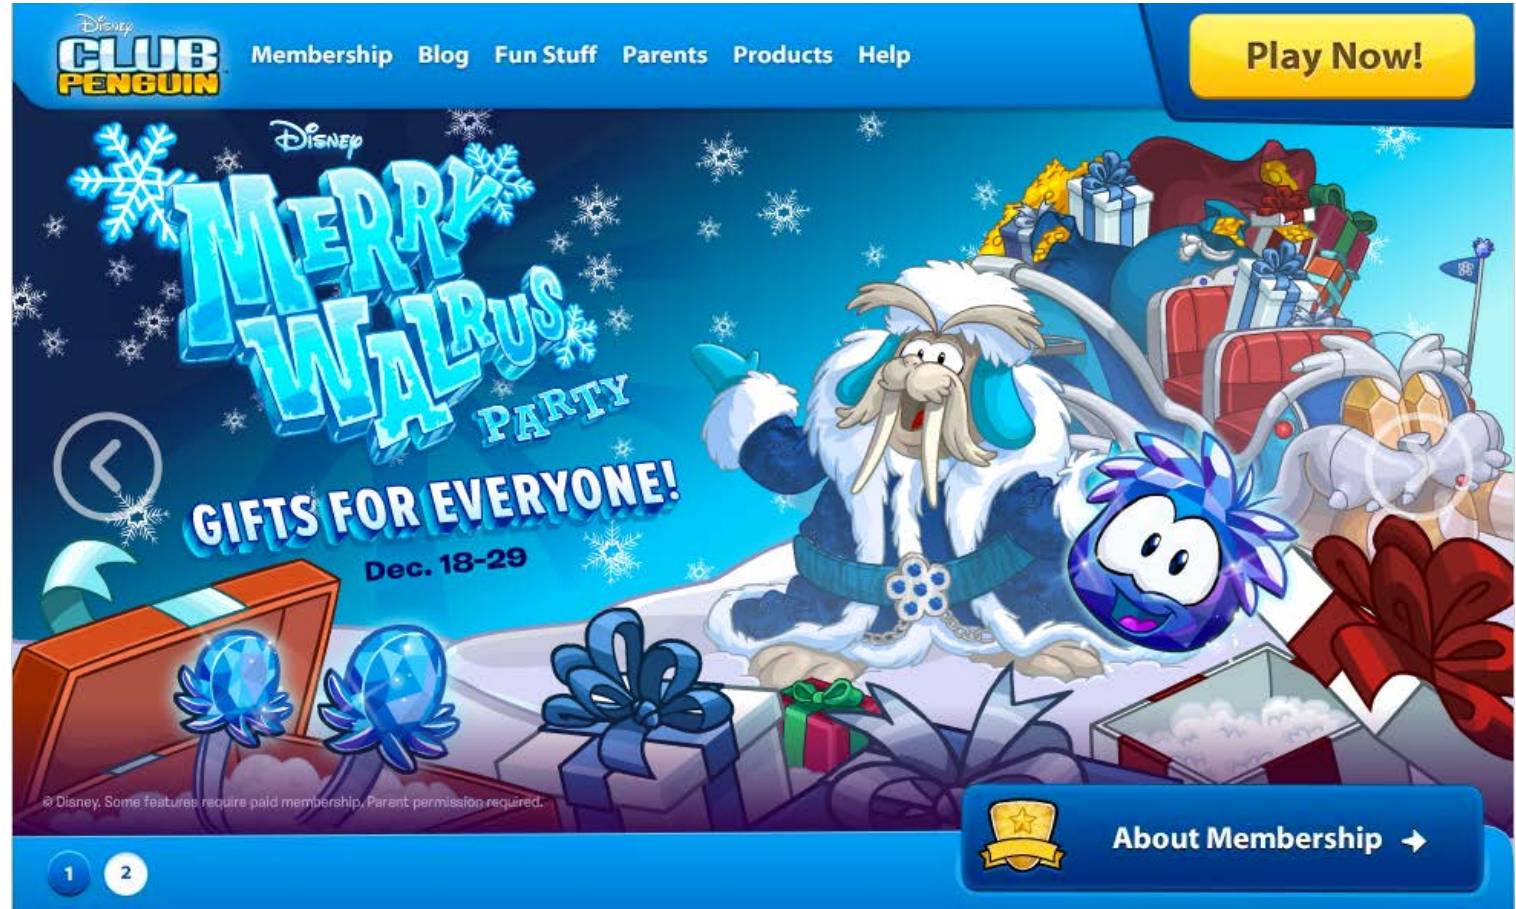 Disney
CLUB
PENGUIN
Membership Blog Fun Stuff Parents Products Help
Play Now!
Disney
MERRY
WALRUS
PARTY
GIFTS FOR EVERYONE!
Dec. 18-29
© Disney. Some features require paid membership. Parent permission required.
About Membership
1 2